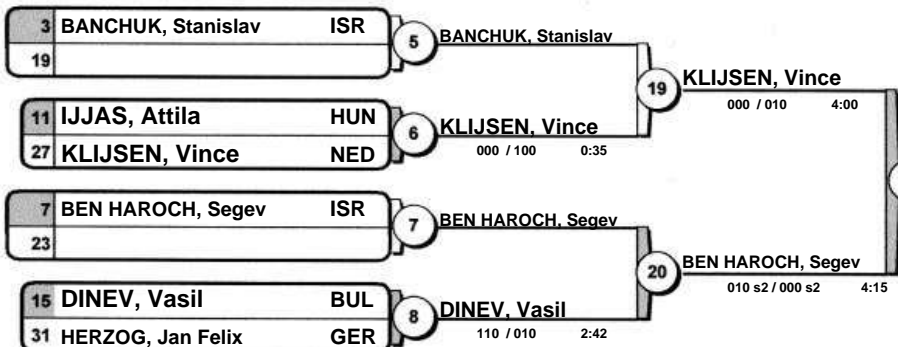 3 BANCHUK, Stanislav ISR
19
5
BANCHUK, Stanislav
11 IJJAS, Attila HUN
27 KLIJSEN, Vince NED
6
KLIJSEN, Vince
000 / 100 0:35
19
KLIJSEN, Vince
000 / 010 4:00
7 BEN HAROCH, Segev ISR
23
7
BEN HAROCH, Segev
15 DINEV, Vasil BUL
31 HERZOG, Jan Felix GER
8
DINEV, Vasil
110 / 010 2:42
20
BEN HAROCH, Segev
010 s2 / 000 s2 4:15